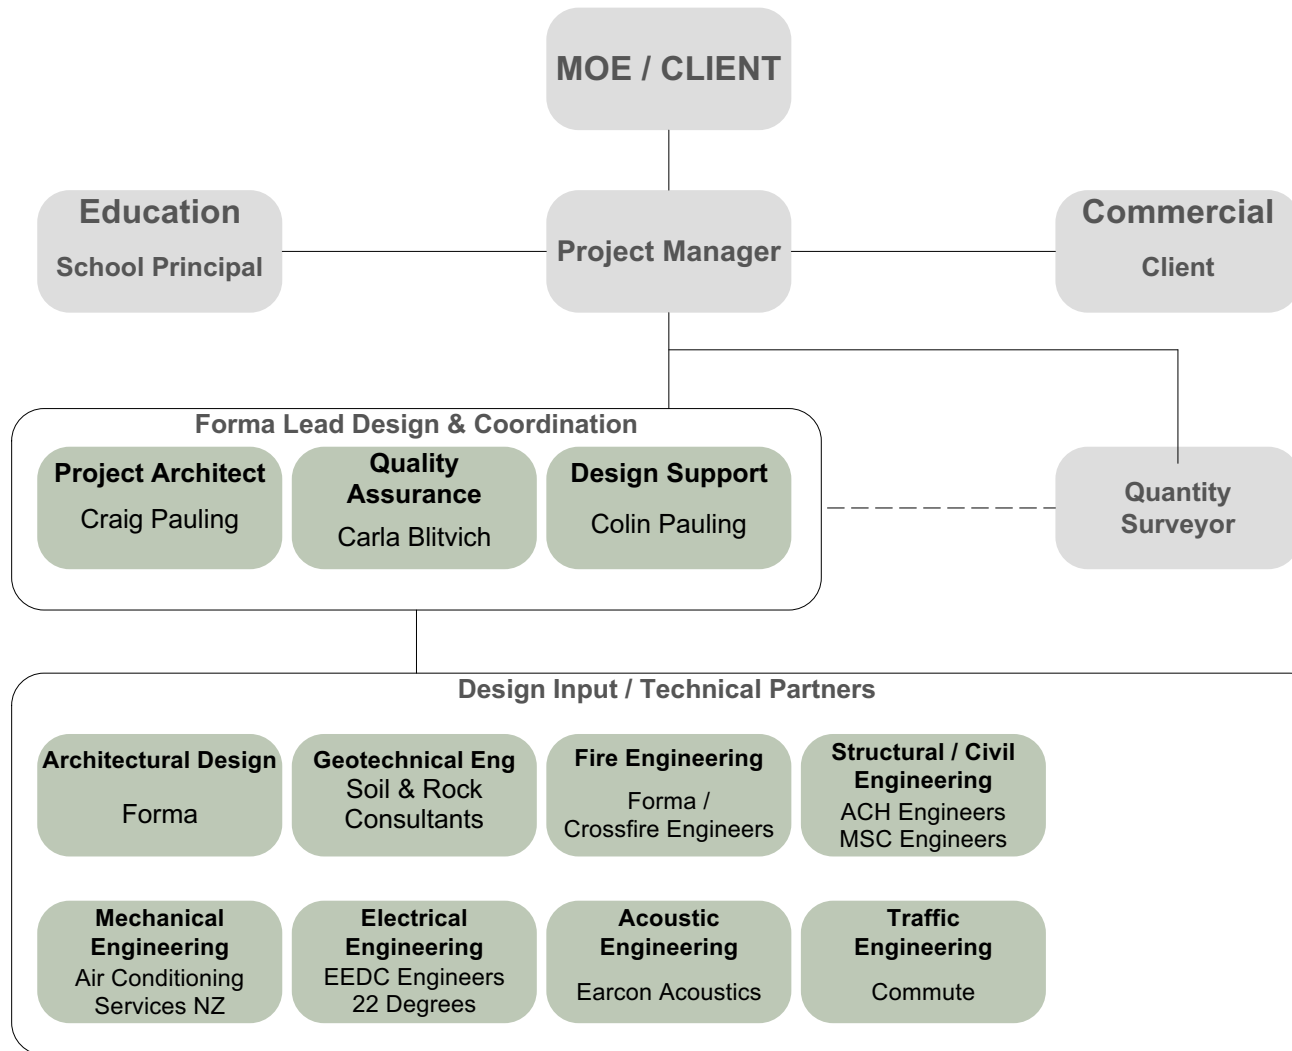 MOE / CLIENT
Education
School Principal
Project Manager
Commercial
Client
Forma Lead Design & Coordination
Project Architect
Craig Pauling
Quality
Assurance
Carla Blitvich
Design Support
Colin Pauling
Quantity
Surveyor
Design Input / Technical Partners
Architectural Design
Forma
Geotechnical Eng
Soil & Rock
Consultants
Fire Engineering
Forma /
Crossfire Engineers
Structural / Civil
Engineering
ACH Engineers
MSC Engineers
Mechanical
Engineering
Air Conditioning
Services NZ
Electrical
Engineering
EEDC Engineers
22 Degrees
Acoustic
Engineering
Earcon Acoustics
Traffic
Engineering
Commute